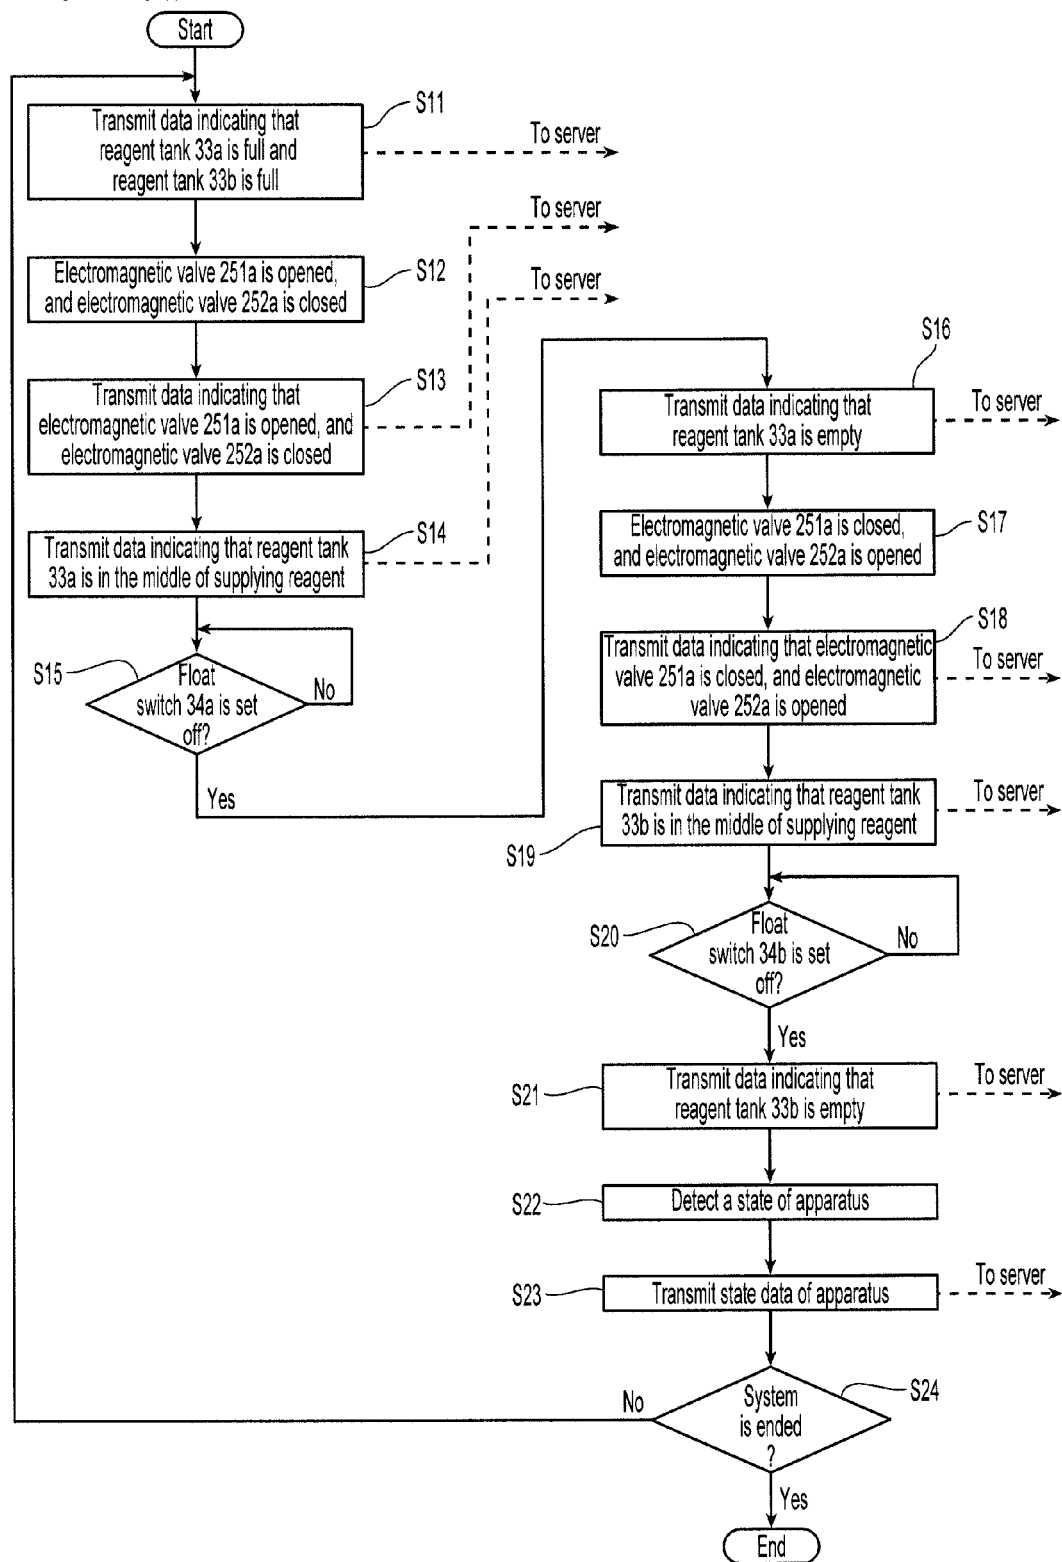 Start
S11
Transmit data indicating that
reagent tank 33a is full and
reagent tank 33b is full
To server
S12
Electromagnetic valve 251a is opened,
and electromagnetic valve 252a is closed
To server
S13
Transmit data indicating that
electromagnetic valve 251a is opened, and
electromagnetic valve 252a is closed
To server
S14
Transmit data indicating that reagent tank
33a is in the middle of supplying reagent
S15
Float
switch 34a is set
off?
No
Yes
S16
Transmit data indicating that
reagent tank 33a is empty
To server
S17
Electromagnetic valve 251a is closed,
and electromagnetic valve 252a is opened
S18
Transmit data indicating that electromagnetic
valve 251a is closed, and electromagnetic
valve 252a is opened
To server
S19
Transmit data indicating that reagent tank
33b is in the middle of supplying reagent
To server
S20
Float
switch 34b is set
off?
No
Yes
S21
Transmit data indicating that
reagent tank 33b is empty
To server
S22
Detect a state of apparatus
S23
Transmit state data of apparatus
To server
S24
System
is ended
?
No
Yes
End